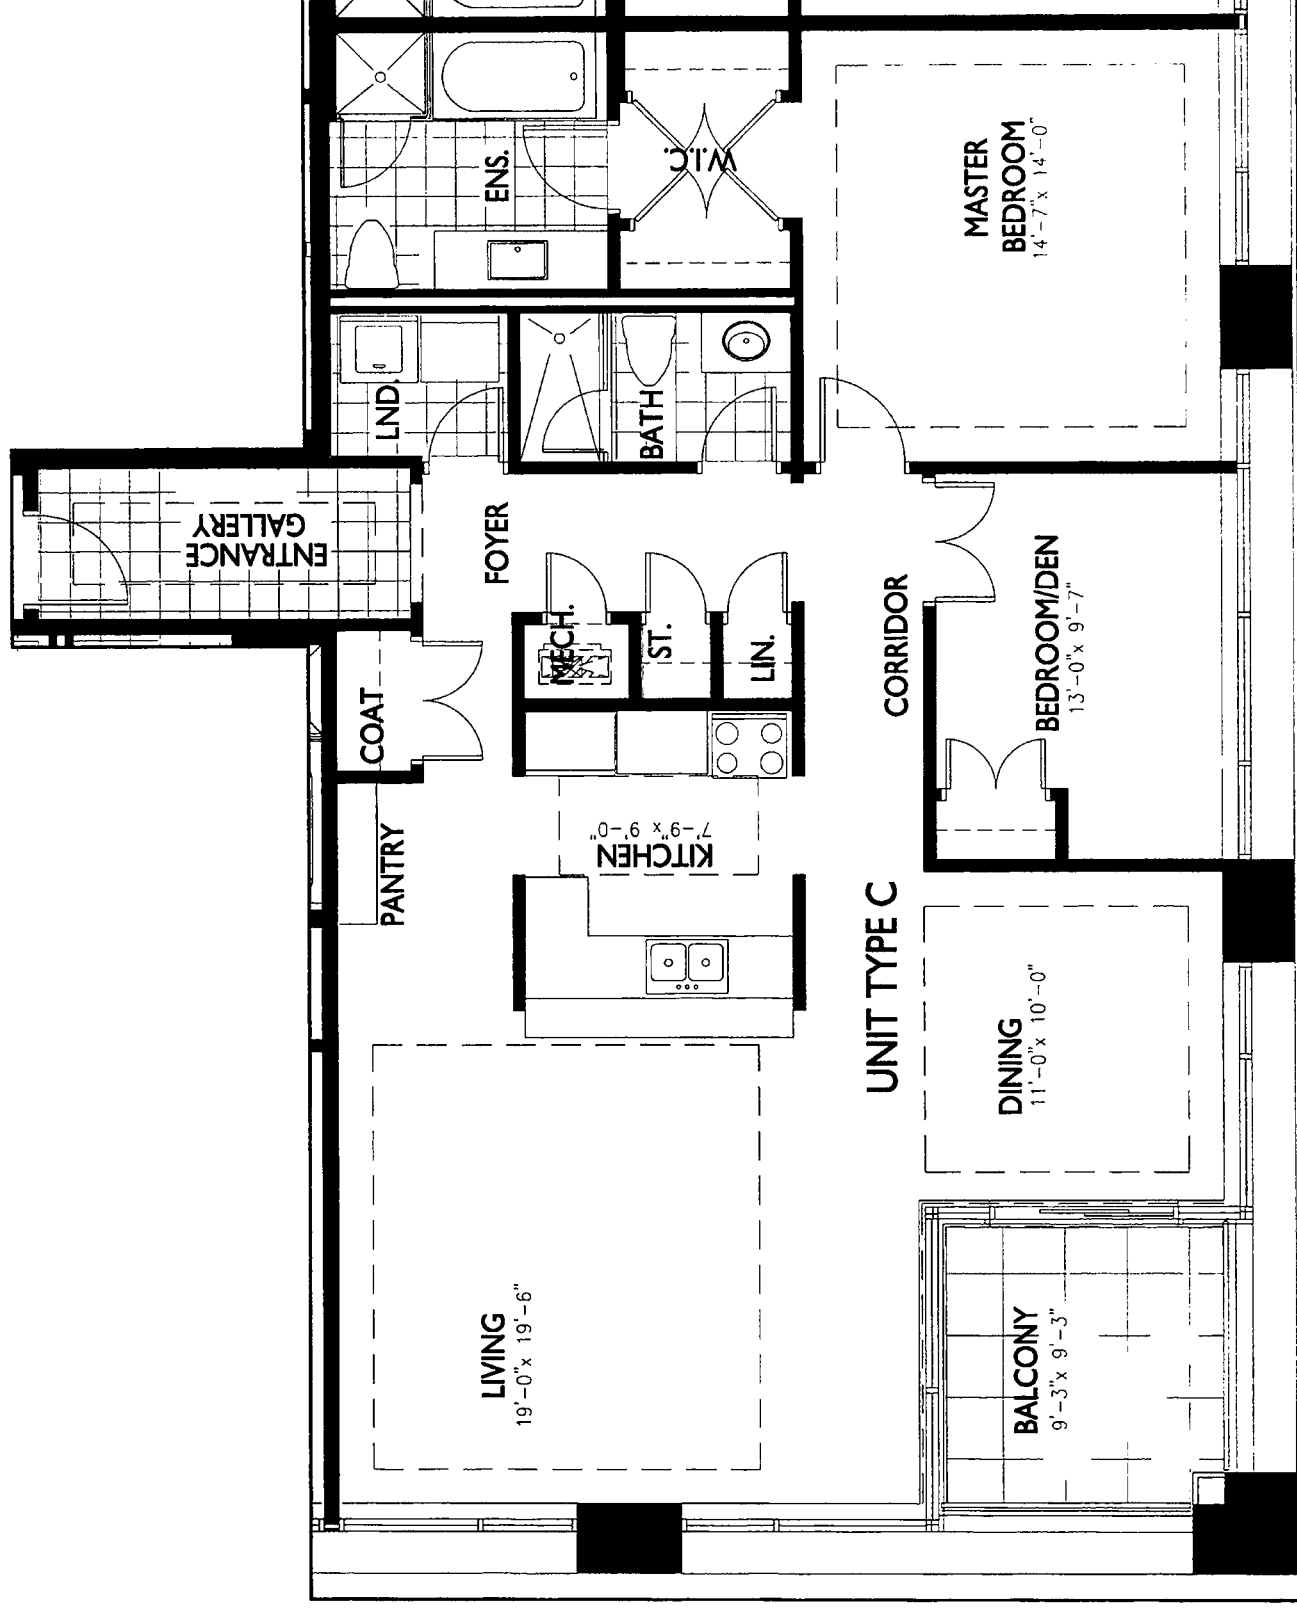 MASTER
BEDROOM
14'-7"x 14'-0"
W.I.C.
ENS.
LND.
BATH
ENTRANCE
GALLERY
FOYER
MECH.
ST.
LIN.
COAT
CORRIDOR
BEDROOM/DEN
13'-0"x 9'-7"
PANTRY
KITCHEN
7'-9"x 9'-0"
UNIT TYPE C
DINING
11'-0"x 10'-0"
LIVING
19'-0"x 19'-6"
BALCONY
9'-3"x 9'-3"